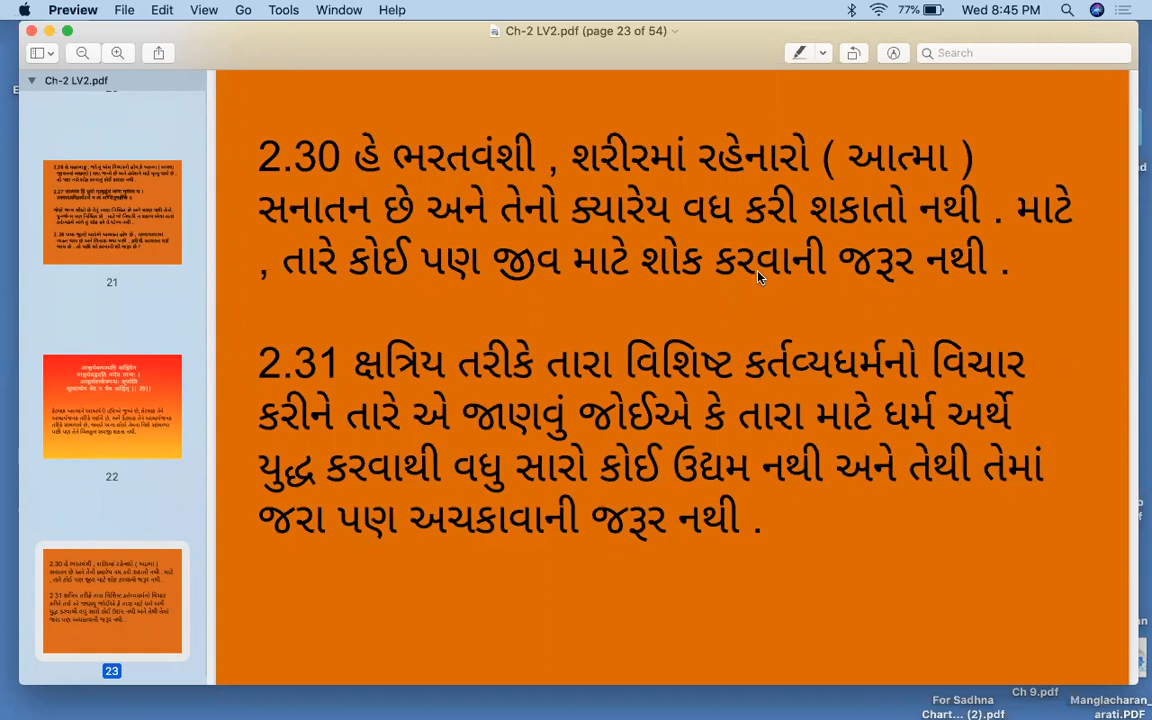 Preview File Edit View Go Tools Window Help 77% Wed 8:45 PM
Ch-2 LV2.pdf (page 23 of 54)
Search
Ch-2 LV2.pdf
21
22
23
2.30 હે ભરતવંશી , શરીરમાં રહેનારો ( આત્મા )
સનાતન છે અને તેનો ક્યારેય વધ કરી શકાતો નથી . માટે
, તારે કોઈ પણ જીવ માટે શોક કરવાની જરૂર નથી .
2.31 ક્ષત્રિય તરીકે તારા વિશિષ્ટ કર્તવ્યધર્મનો વિચાર
કરીને તારે એ જાણવું જોઈએ કે તારા માટે ધર્મ અર્થે
યુદ્ધ કરવાથી વધુ સારો કોઈ ઉદ્યમ નથી અને તેથી તેમાં
જરા પણ અચકાવાની જરૂર નથી .
For Sadhna
Chart... (2).pdf
Ch 9.pdf
Manglacharan_
arati.PDF